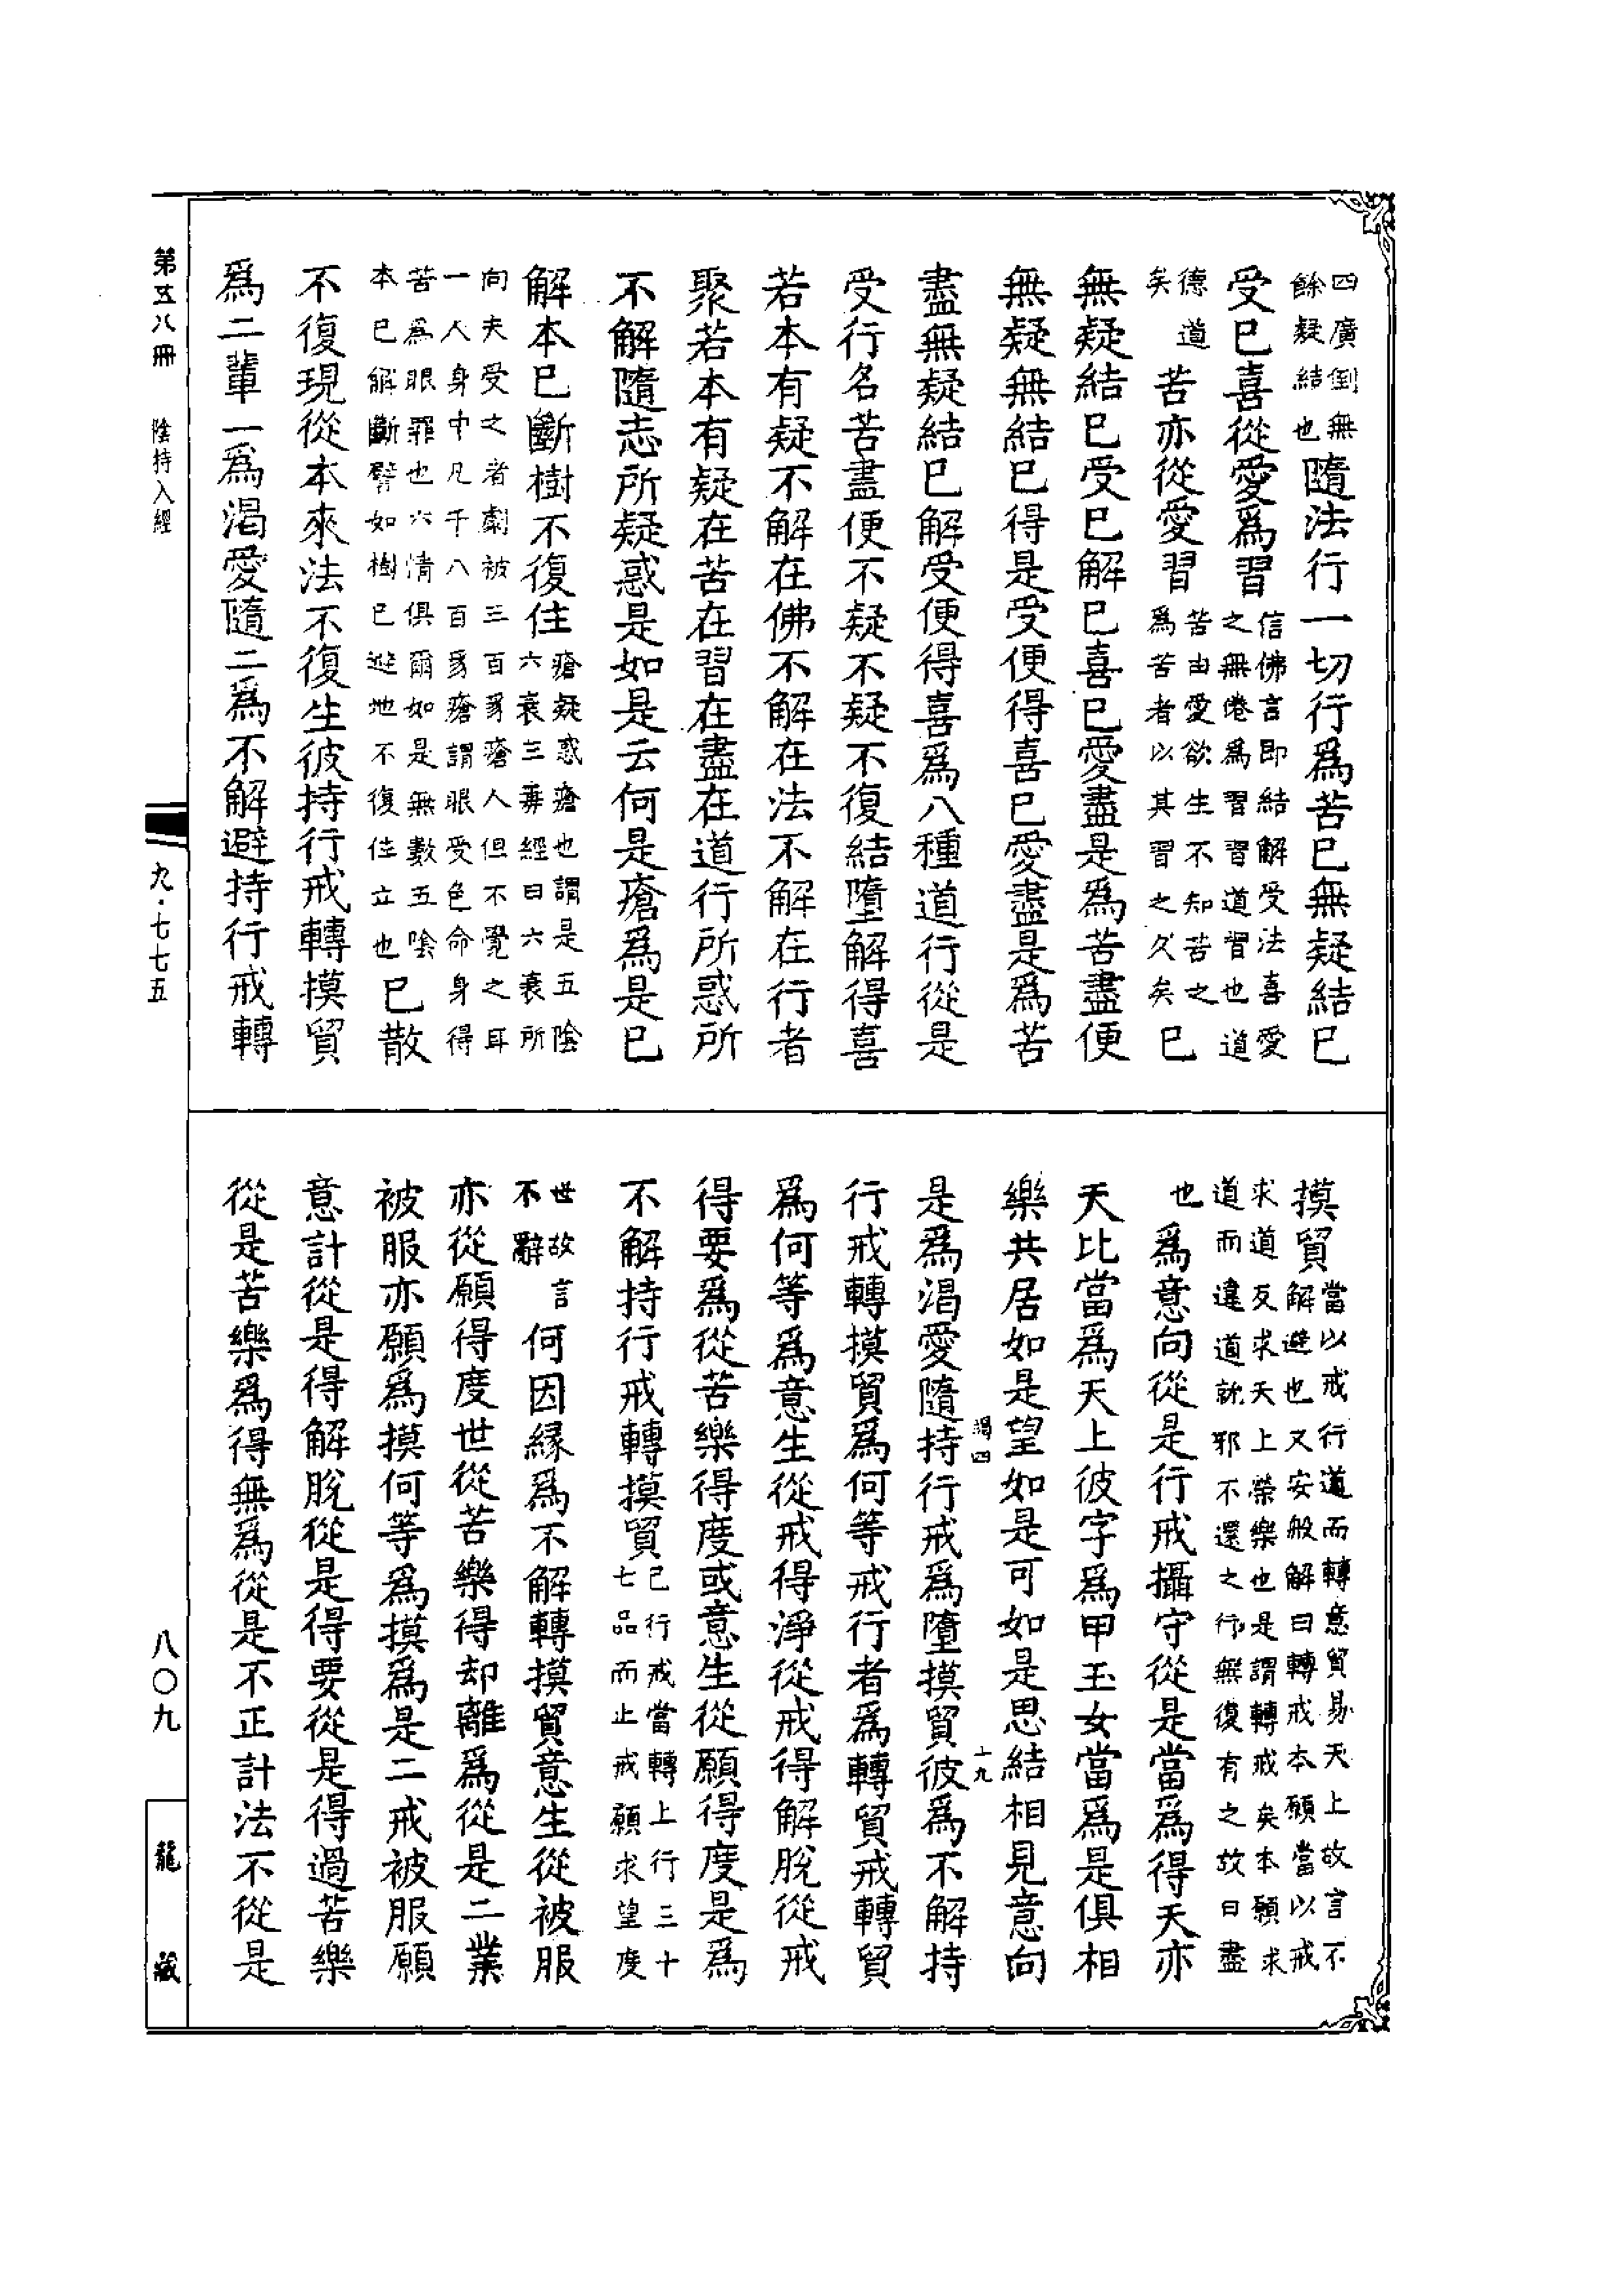 四廣倒無餘疑結也隨法行一切行爲苦已無疑結已
受已喜從愛爲習信佛言即結解受法喜愛之無倦爲習習道習也道
德道矣苦亦從愛習苦由愛欲生不知苦之爲苦者以其習之久矣已
無疑結已受已解已喜已愛盡是爲苦盡便
無疑無結已得是受便得喜已愛盡是爲苦
盡無疑結已解受便得喜爲八種道行從是
受行名苦盡便不疑不疑不復結墮解得喜
若本有疑不解在佛不解在法不解在行者
聚若本有疑在苦在習在盡在道行所惑所
不解隨志所疑惑是如是云何是瘡爲是已
解本已斷樹不復住瘡疑惑瘡也謂是五陰六衰三毒經曰六衰所
向夫受之者劇被三百矛瘡人但不覺之耳一人身中凡千八百矛瘡謂眼受色命身得
苦爲眼罪也六情俱爾如是無數五陰本已解斷譬如樹已逬地不復住立也已散
不復現從本來法不復生彼持行戒轉摸貿
爲二輩一爲渴愛隨二爲不解避持行戒轉
摸貿當以戒行道而轉意貿易天上故言不解避也又安般解曰轉戒本願當以戒
求道反求天上榮樂也是謂轉戒矣本願求道而違道就邪不還之行無復有之故曰盡
也爲意向從是行戒攝守從是當爲得天亦
天比當爲天上彼字爲甲玉女當爲是俱相
樂共居如是望如是可如是思結相見意向
是爲渴愛隨持行戒爲墮摸貿彼爲不解持
行戒轉摸貿爲何等戒行者爲轉貿戒轉貿
爲何等爲意生從戒得淨從戒得解脫從戒
得要爲從苦樂得度或意生從願得度是爲
不解持行戒轉摸貿已行戒當轉上行三十七品而止戒願求望度
世故言不辭何因緣爲不解轉摸貿意生從被服
亦從願得度世從苦樂得却離爲從是二業
被服亦願爲摸何等爲摸爲是二戒被服願
意計從是得解脫從是得要從是得過苦樂
從是苦樂爲得無爲從是不正計法不從是
竭四
十九
第五八冊
陰持入經
九·七七五
八〇九
龍藏